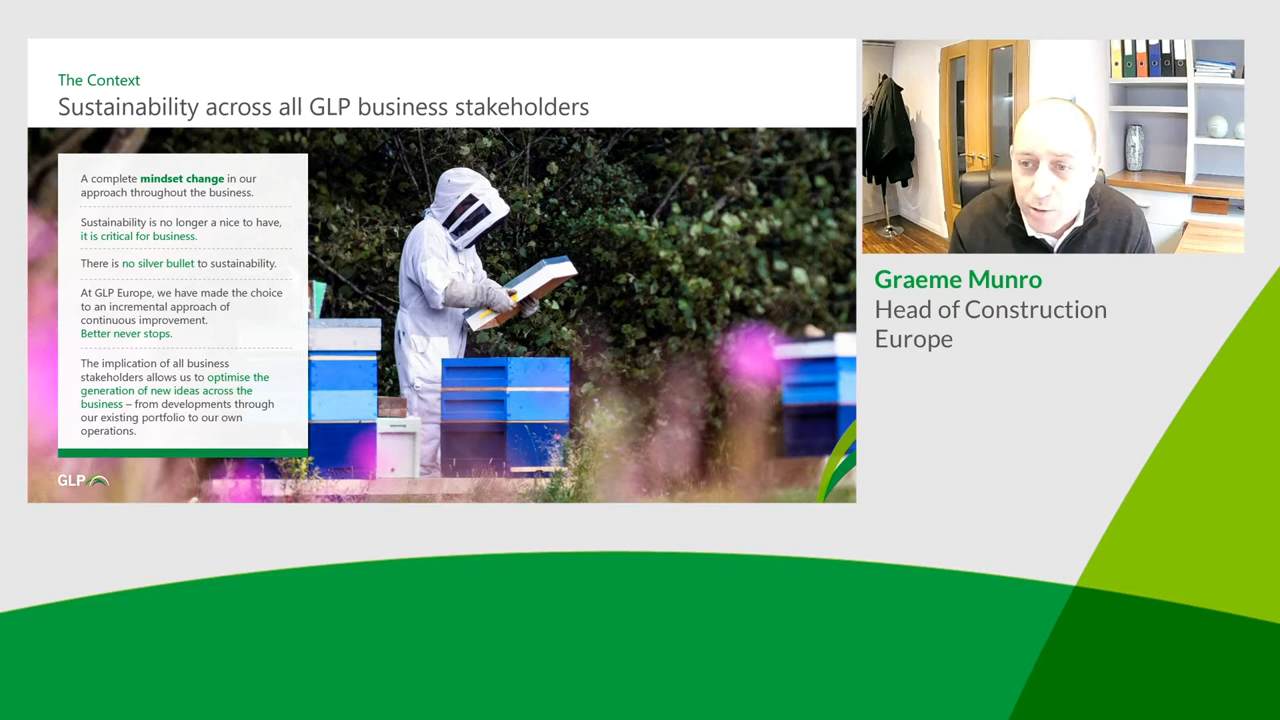 The Context
Sustainability across all GLP business stakeholders
A complete mindset change in our
approach throughout the business.
Sustainability is no longer a nice to have,
it is critical for business.
There is no silver bullet to sustainability.
At GLP Europe, we have made the choice
to an incremental approach of
continuous improvement.
Better never stops.
The implication of all business
stakeholders allows us to optimise the
generation of new ideas across the
business – from developments through
our existing portfolio to our own
operations.
GLP
Graeme Munro
Head of Construction
Europe